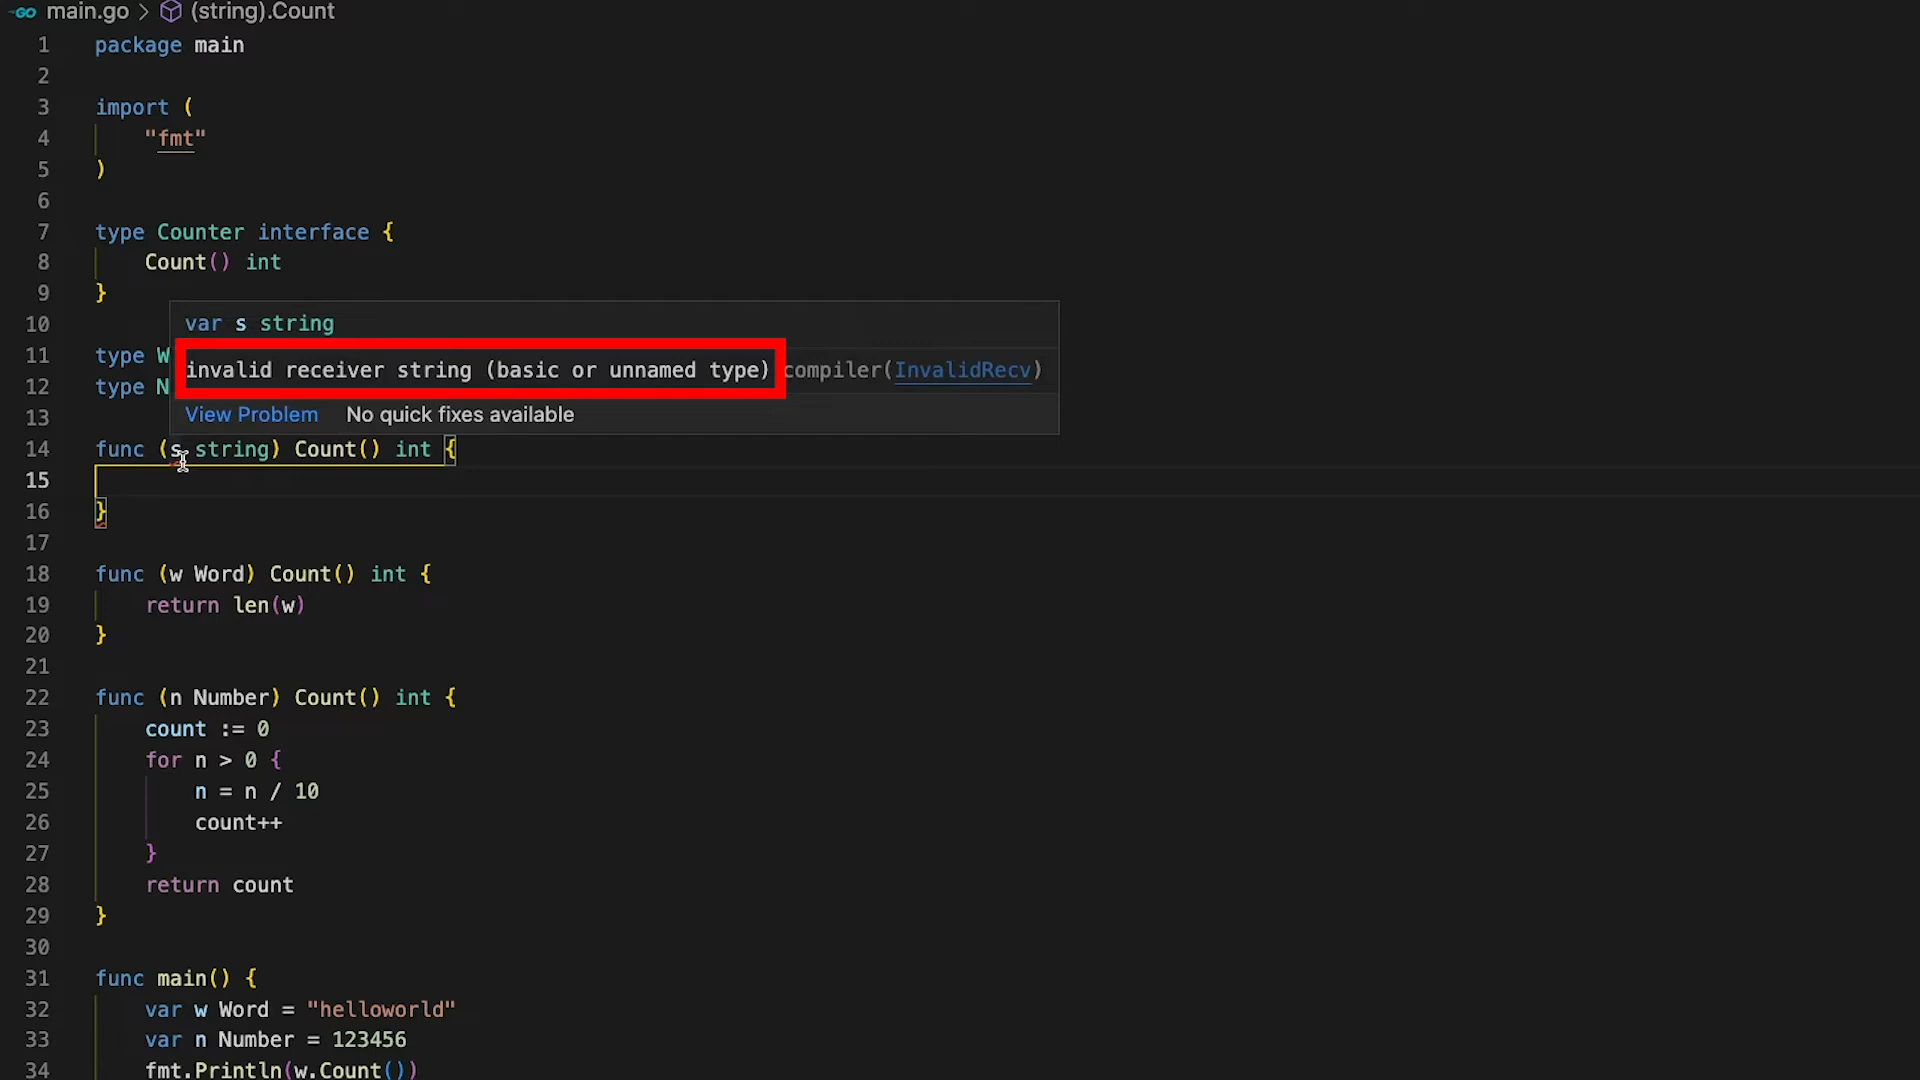 main.go > (string).Count
1 package main
2
3 import (
4 "fmt"
5 )
6
7 type Counter interface {
8 Count() int
9 }
10 var s string
11 type W invalid receiver string (basic or unnamed type) compiler(InvalidRecv)
12 type N
13 View Problem No quick fixes available
14 func (s string) Count() int {
15
16 }
17
18 func (w Word) Count() int {
19 return len(w)
20 }
21
22 func (n Number) Count() int {
23 count := 0
24 for n > 0 {
25 n = n / 10
26 count++
27 }
28 return count
29 }
30
31 func main() {
32 var w Word = "helloworld"
33 var n Number = 123456
34 fmt.Println(w.Count())